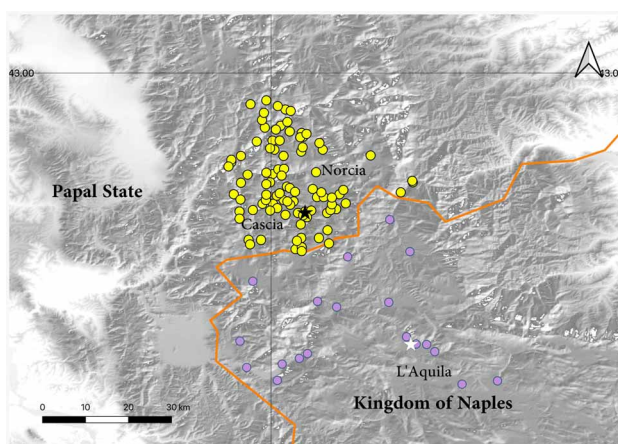 43.00
43.00
Norcia
Papal State
Cascia
L'Aquila
Kingdom of Naples
0 10 20 30 km